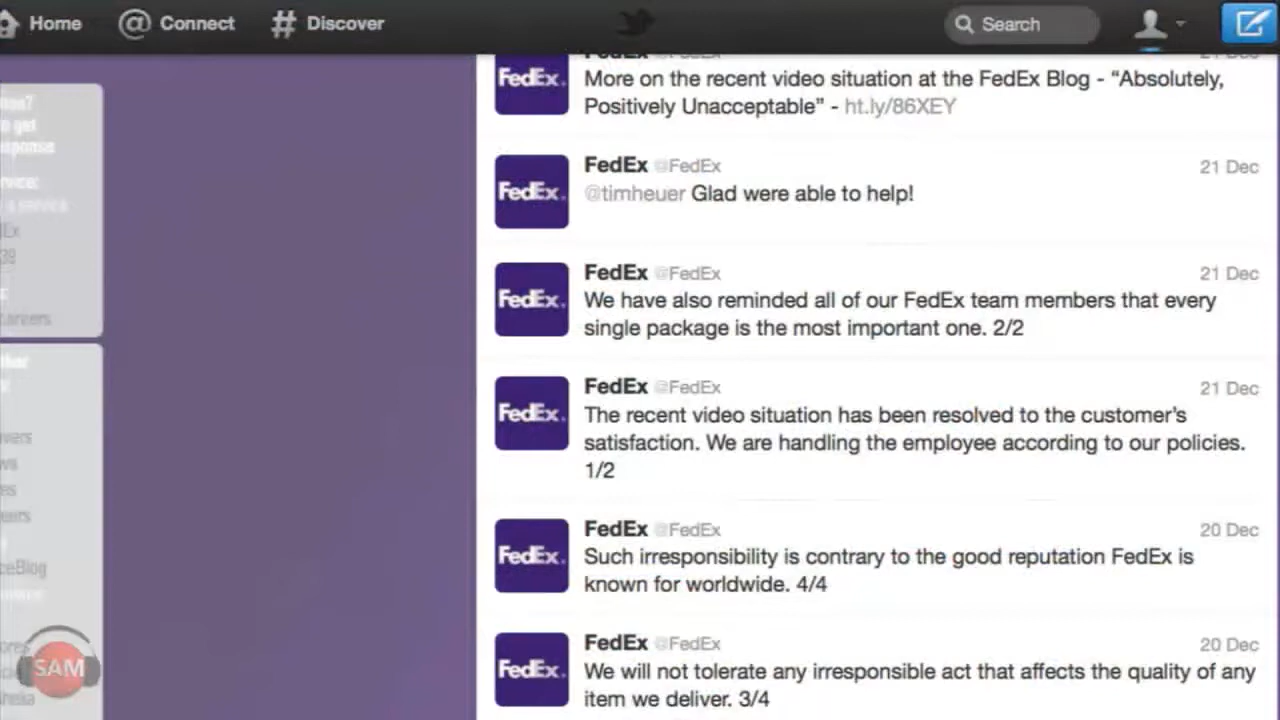 Home
Connect
Discover
Search
FedEx
More on the recent video situation at the FedEx Blog - “Absolutely,
Positively Unacceptable” - ht.ly/86XEY
FedEx @FedEx
21 Dec
FedEx
@timheuer Glad were able to help!
FedEx @FedEx
21 Dec
FedEx
We have also reminded all of our FedEx team members that every
single package is the most important one. 2/2
FedEx @FedEx
21 Dec
FedEx
The recent video situation has been resolved to the customer’s
satisfaction. We are handling the employee according to our policies.
1/2
FedEx @FedEx
20 Dec
FedEx
Such irresponsibility is contrary to the good reputation FedEx is
known for worldwide. 4/4
FedEx @FedEx
20 Dec
FedEx
We will not tolerate any irresponsible act that affects the quality of any
item we deliver. 3/4
SAM